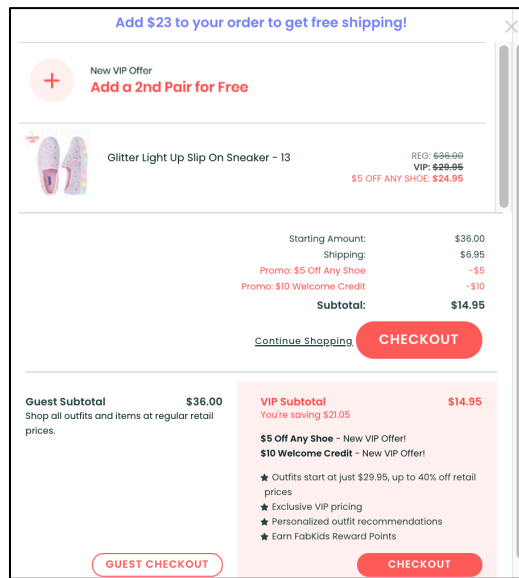 Add $23 to your order to get free shipping!
New VIP Offer
Add a 2nd Pair for Free
Glitter Light Up Slip On Sneaker - 13
REG: $36.00
VIP: $29.95
$5 OFF ANY SHOE: $24.95
Starting Amount: $36.00
Shipping: $6.95
Promo: $5 Off Any Shoe -$5
Promo: $10 Welcome Credit -$10
Subtotal: $14.95
Continue Shopping CHECKOUT
Guest Subtotal $36.00
Shop all outfits and items at regular retail
prices.
GUEST CHECKOUT
VIP Subtotal $14.95
You're saving $21.05
$5 Off Any Shoe - New VIP Offer!
$10 Welcome Credit - New VIP Offer!
★ Outfits start at just $29.95, up to 40% off retail
prices
★ Exclusive VIP pricing
★ Personalized outfit recommendations
★ Earn FabKids Reward Points
CHECKOUT